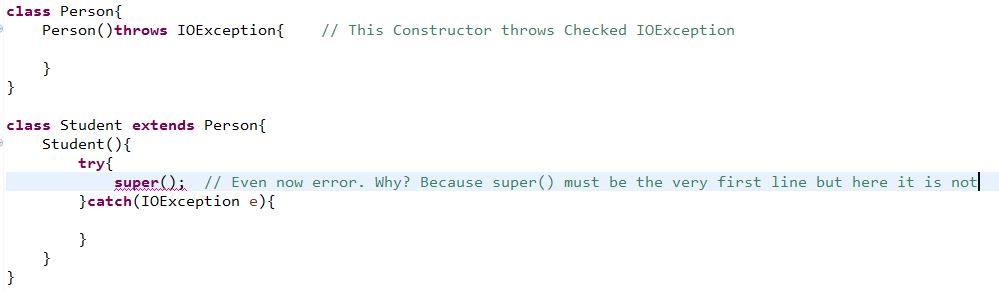 class Person{
Person()throws IOException{ // This Constructor throws Checked IOException
}
}
class Student extends Person{
Student(){
try{
super(); // Even now error. Why? Because super() must be the very first line but here it is not
}catch(IOException e){
}
}
}